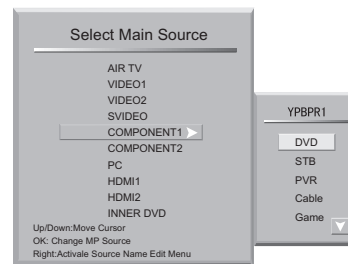 Select Main Source
AIR TV
VIDEO1
VIDEO2
SVIDEO
COMPONENT1
COMPONENT2
PC
HDMI1
HDMI2
INNER DVD
Up/Down:Move Cursor
OK: Change MP Source
Right:Activale Source Name Edit Menu
YPBPR1
DVD
STB
PVR
Cable
Game